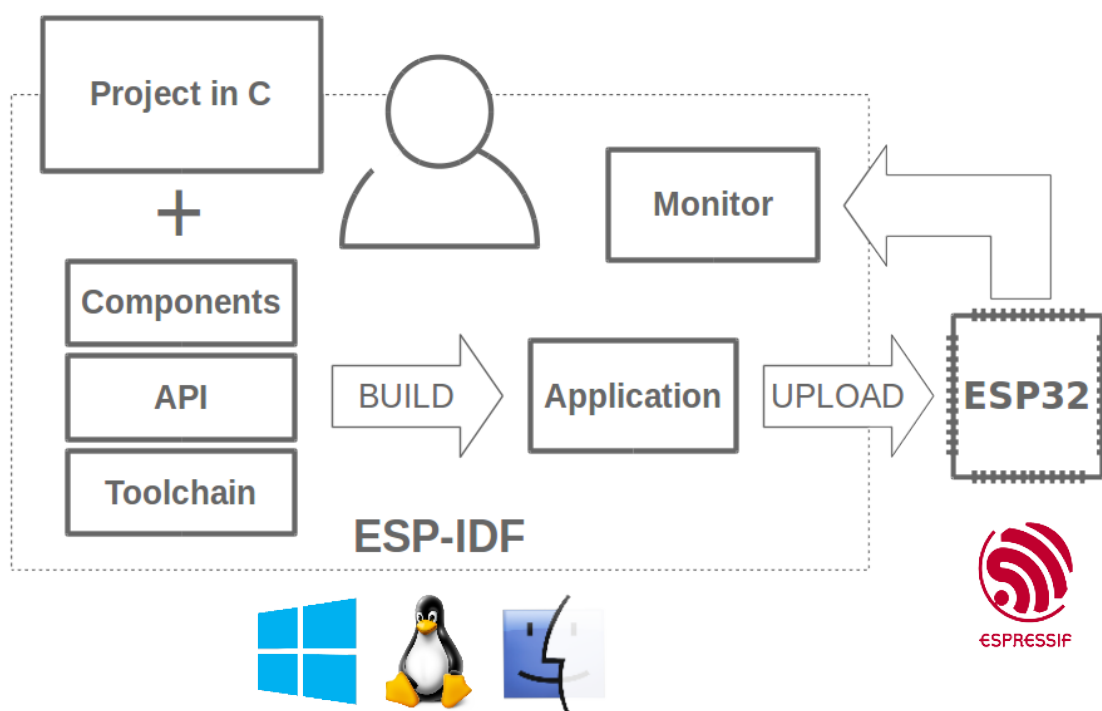 Project in C
+
Components
API
Toolchain
BUILD
Application
UPLOAD
Monitor
ESP32
ESP-IDF
ESPRESSIF